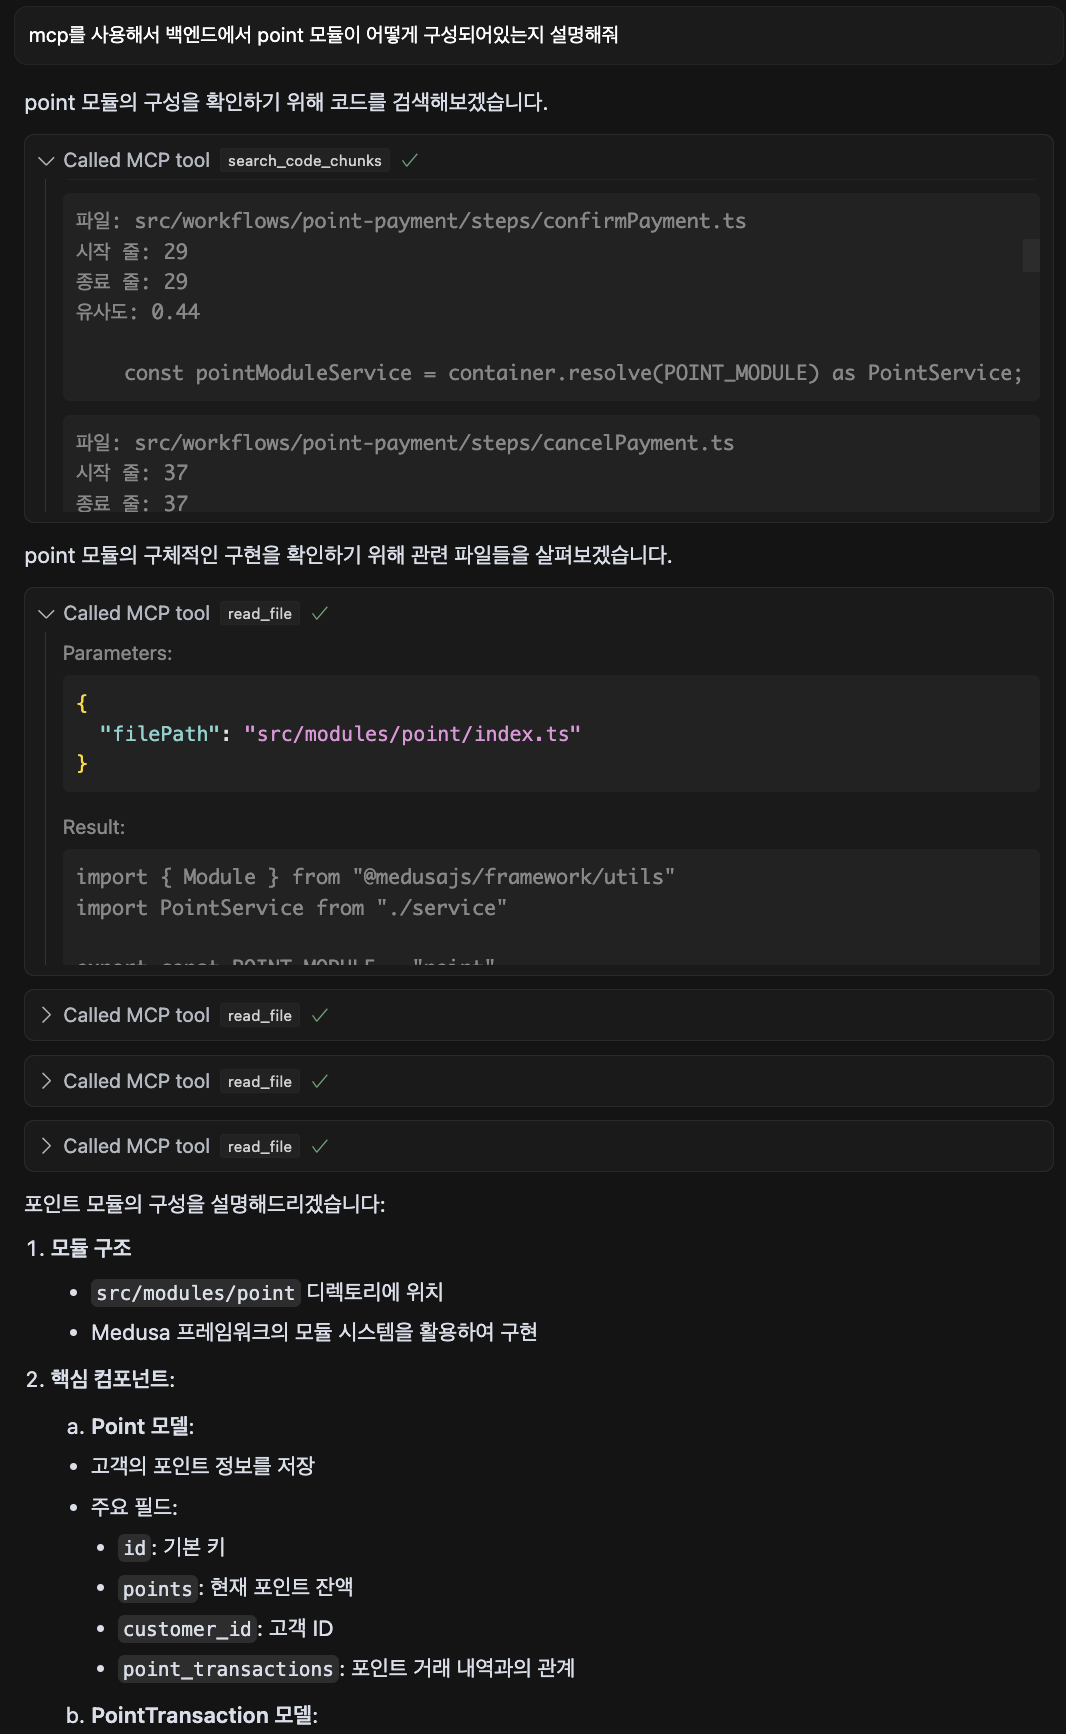 mcp를 사용해서 백엔드에서 point 모듈이 어떻게 구성되어있는지 설명해줘
point 모듈의 구성을 확인하기 위해 코드를 검색해보겠습니다.
Called MCP tool search_code_chunks
파일: src/workflows/point-payment/steps/confirmPayment.ts
시작 줄: 29
종료 줄: 29
유사도: 0.44
const pointModuleService = container.resolve(POINT_MODULE) as PointService;
파일: src/workflows/point-payment/steps/cancelPayment.ts
시작 줄: 37
종료 줄: 37
point 모듈의 구체적인 구현을 확인하기 위해 관련 파일들을 살펴보겠습니다.
Called MCP tool read_file
Parameters:
{
"filePath": "src/modules/point/index.ts"
}
Result:
import { Module } from "@medusajs/framework/utils"
import PointService from "./service"
export const POINT_MODULE = "point"
Called MCP tool read_file
Called MCP tool read_file
Called MCP tool read_file
포인트 모듈의 구성을 설명해드리겠습니다:
1. 모듈 구조
• src/modules/point 디렉토리에 위치
• Medusa 프레임워크의 모듈 시스템을 활용하여 구현
2. 핵심 컴포넌트:
a. Point 모델:
• 고객의 포인트 정보를 저장
• 주요 필드:
• id: 기본 키
• points: 현재 포인트 잔액
• customer_id: 고객 ID
• point_transactions: 포인트 거래 내역과의 관계
b. PointTransaction 모델: